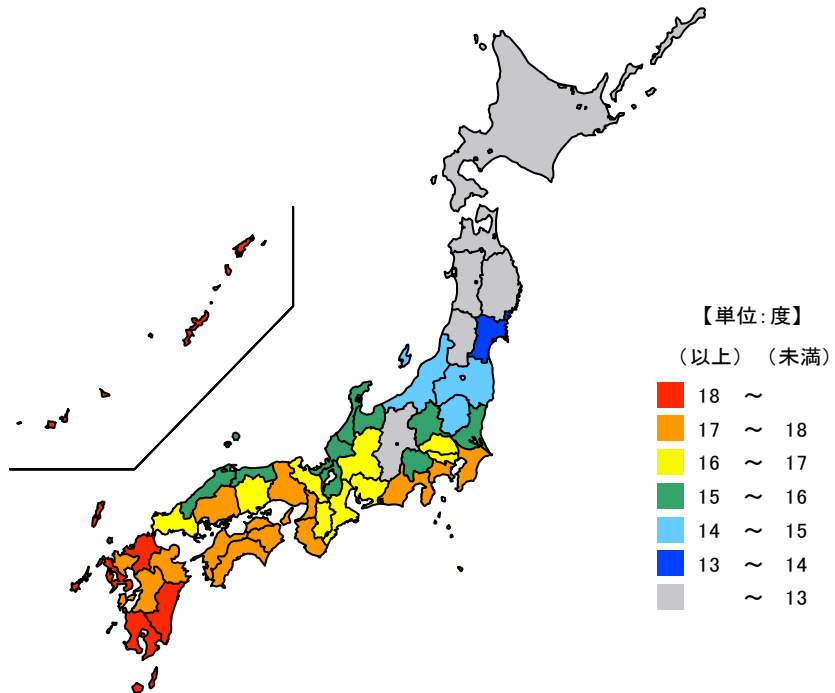 【単位:度】
（以上） （未満）
18 ～
17 ～ 18
16 ～ 17
15 ～ 16
14 ～ 15
13 ～ 14
～ 13